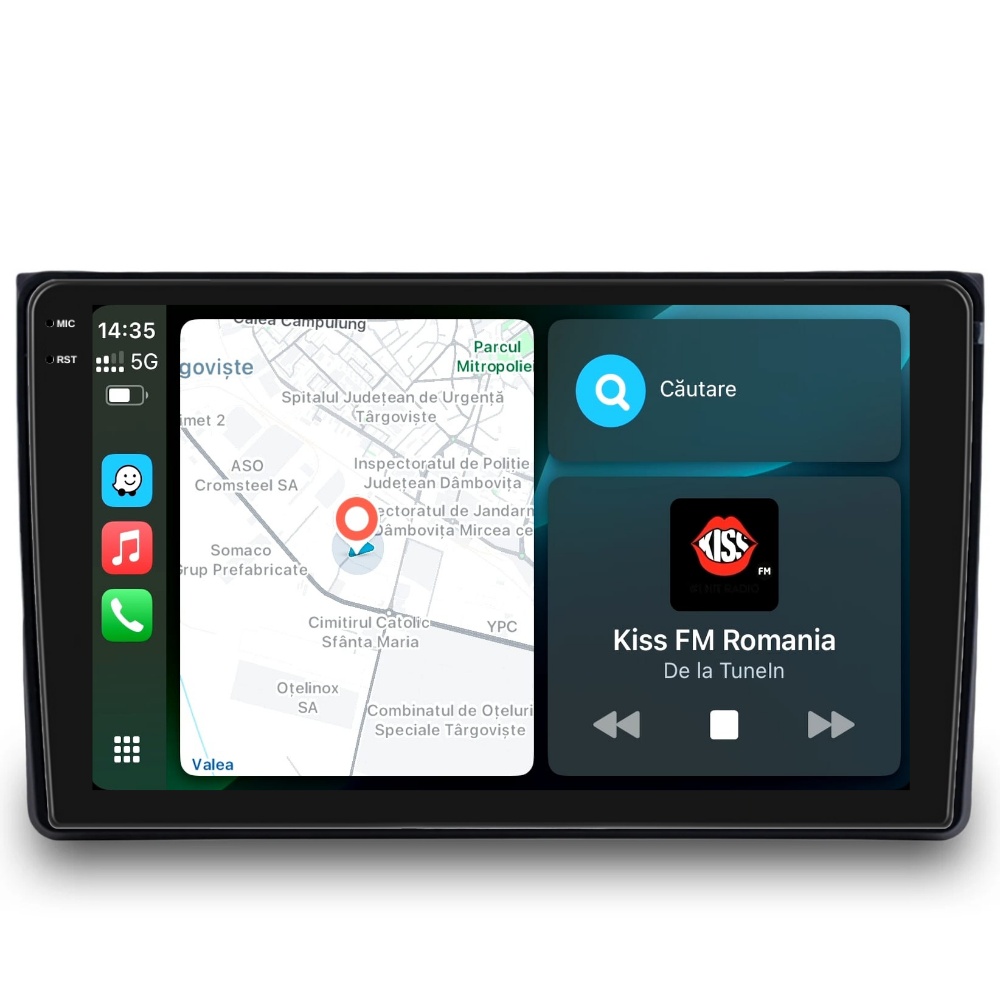 MIC
RST
14:35
5G
Calea Câmpulung
goviște
Parcul
Mitropoliei
Spitalul Județean de Urgență
Târgoviște
imet 2
ASO
Cromsteel SA
Inspectoratul de Poliție
Județean Dâmbovița
ectoratul de Jandarm
Dâmbovița Mircea ce
Somaco
Grup Prefabricate
Cimitirul Catolic
Sfânta Maria
YPC
Oțelinox
SA
Combinatul de Oțeluri
Speciale Târgoviște
Valea
Căutare
KISS
FM
Kiss FM Romania
De la TuneIn